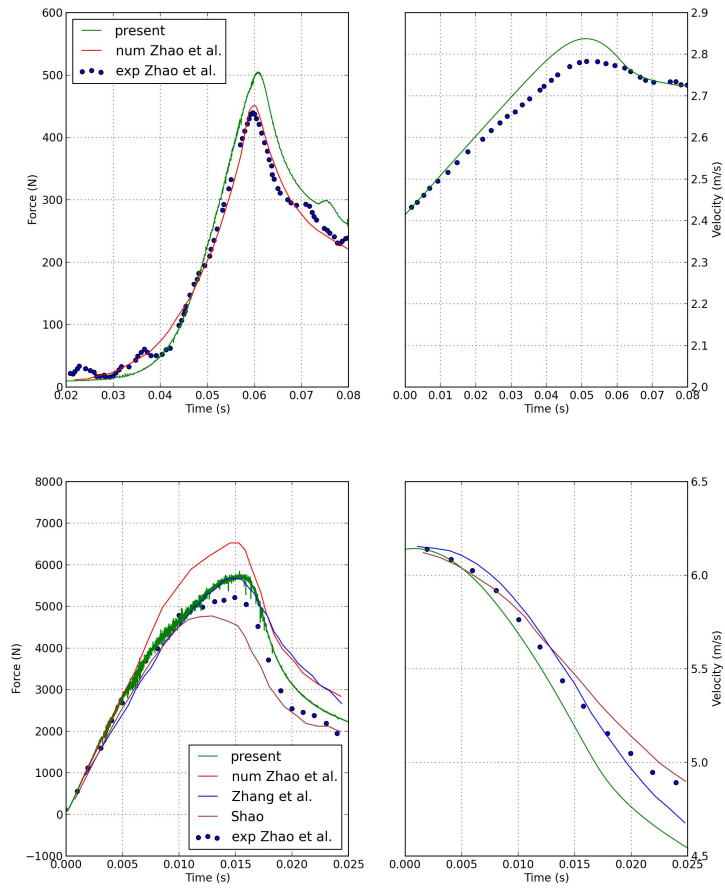 600
500
400
300
200
100
0
Force (N)
0.02 0.03 0.04 0.05 0.06 0.07 0.08
Time (s)
present
num Zhao et al.
exp Zhao et al.
2.9
2.8
2.7
2.6
2.5
2.4
2.3
2.2
2.1
2.0
Velocity (m/s)
0.00 0.01 0.02 0.03 0.04 0.05 0.06 0.07 0.08
Time (s)
8000
7000
6000
5000
4000
3000
2000
1000
0
−1000
Force (N)
0.000 0.005 0.010 0.015 0.020 0.025
Time (s)
present
num Zhao et al.
Zhang et al.
Shao
exp Zhao et al.
6.5
6.0
5.5
5.0
4.5
Velocity (m/s)
0.000 0.005 0.010 0.015 0.020 0.025
Time (s)